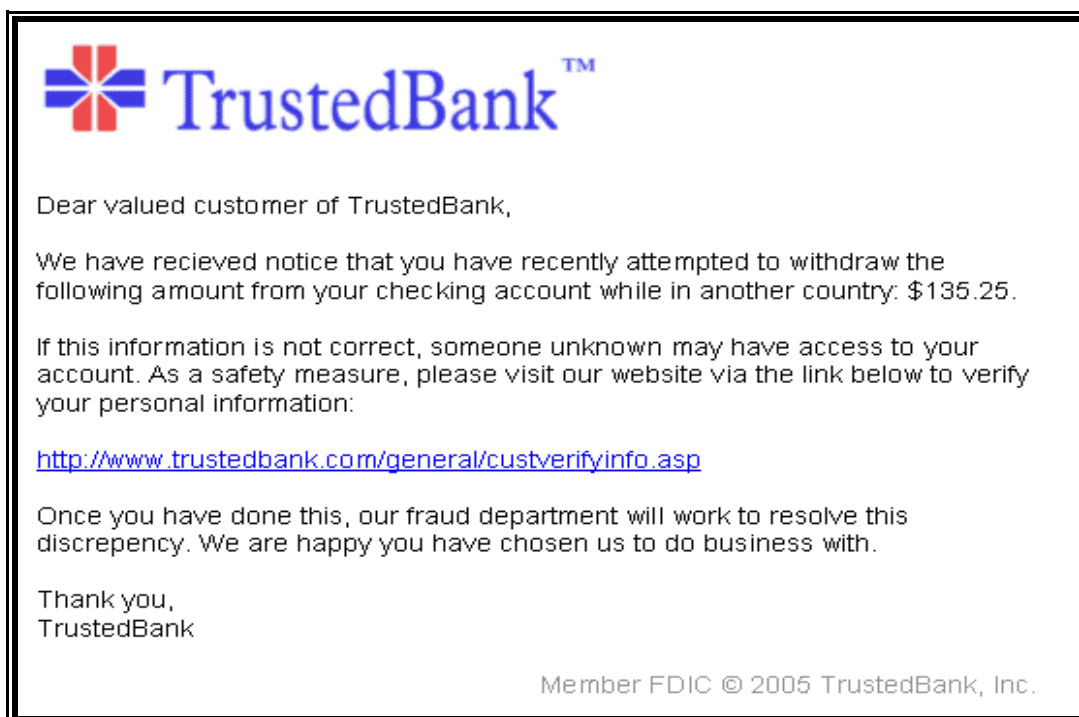 TrustedBank™
Dear valued customer of TrustedBank,
We have recieved notice that you have recently attempted to withdraw the
following amount from your checking account while in another country: $135.25.
If this information is not correct, someone unknown may have access to your
account. As a safety measure, please visit our website via the link below to verify
your personal information:
http://www.trustedbank.com/general/custverifyinfo.asp
Once you have done this, our fraud department will work to resolve this
discrepency. We are happy you have chosen us to do business with.
Thank you,
TrustedBank
Member FDIC © 2005 TrustedBank, Inc.